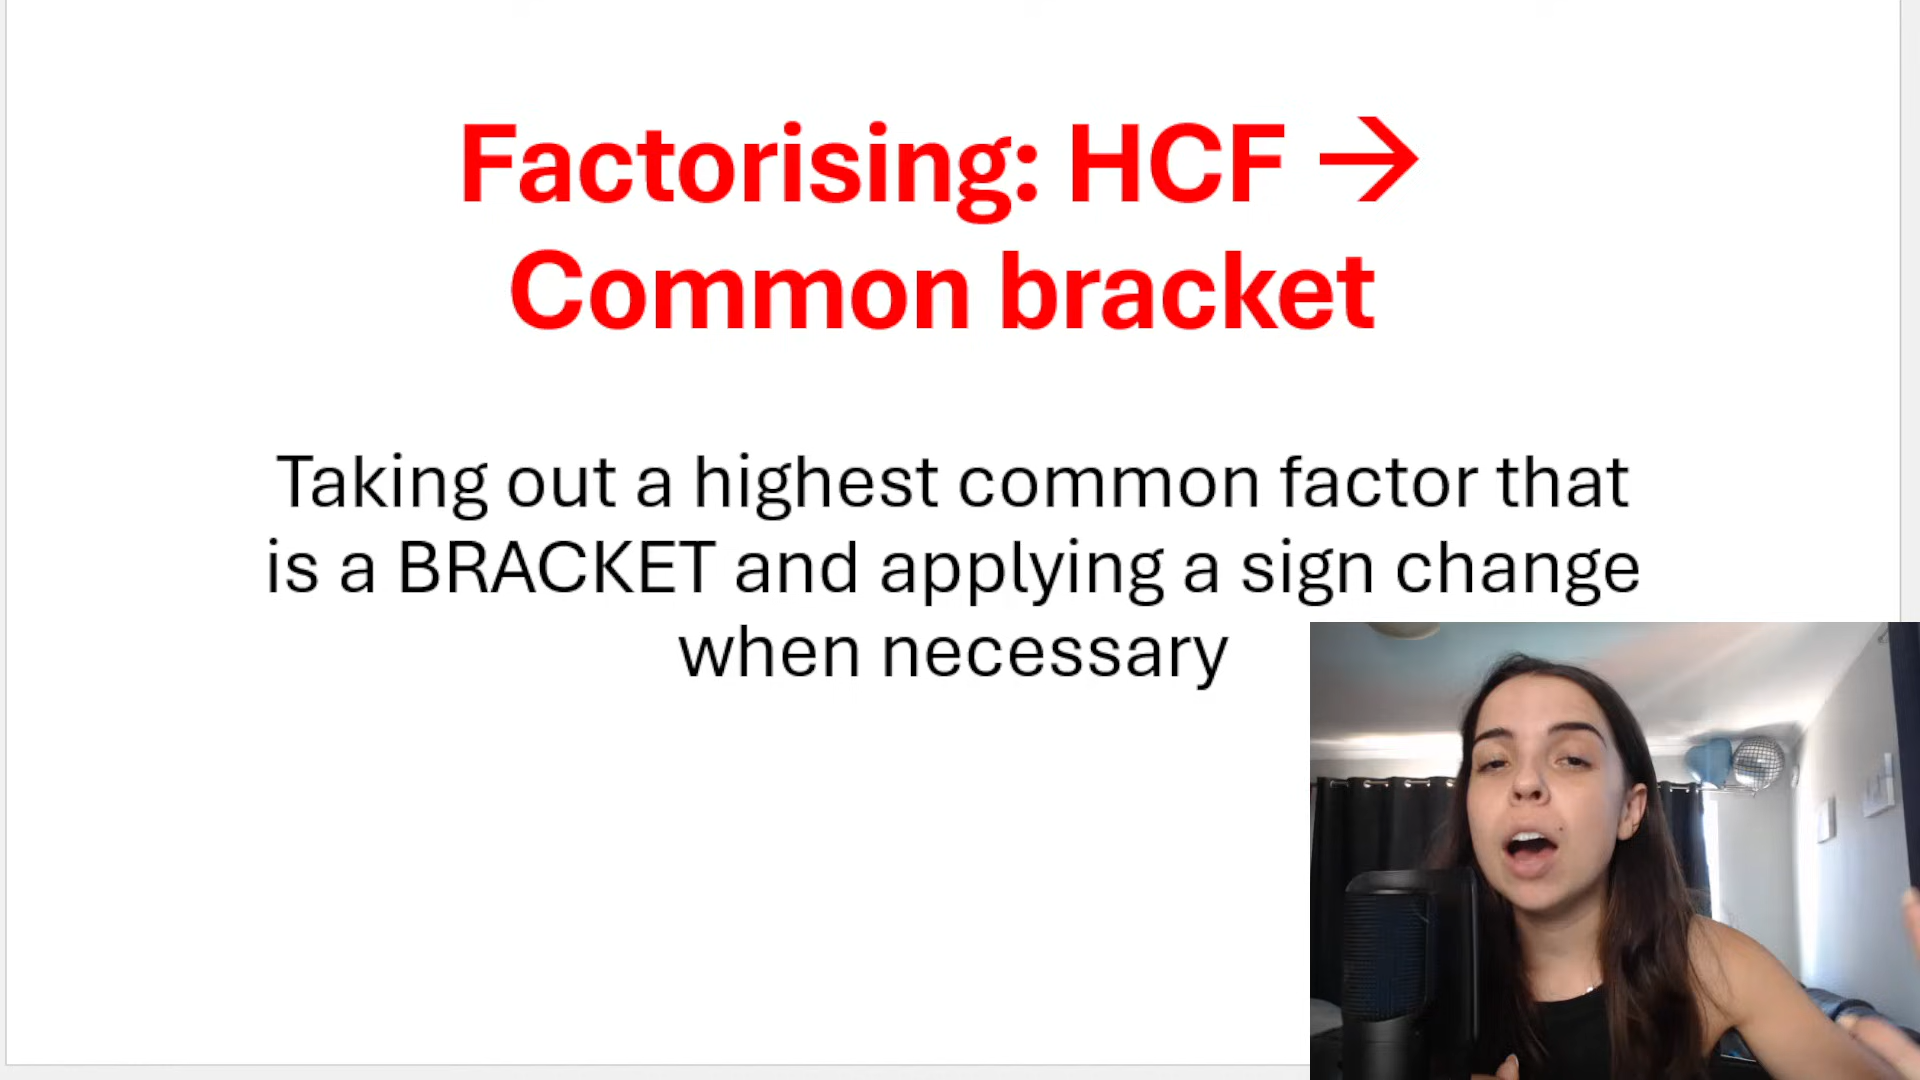 Factorising: HCF →
Common bracket
Taking out a highest common factor that
is a BRACKET and applying a sign change
when necessary